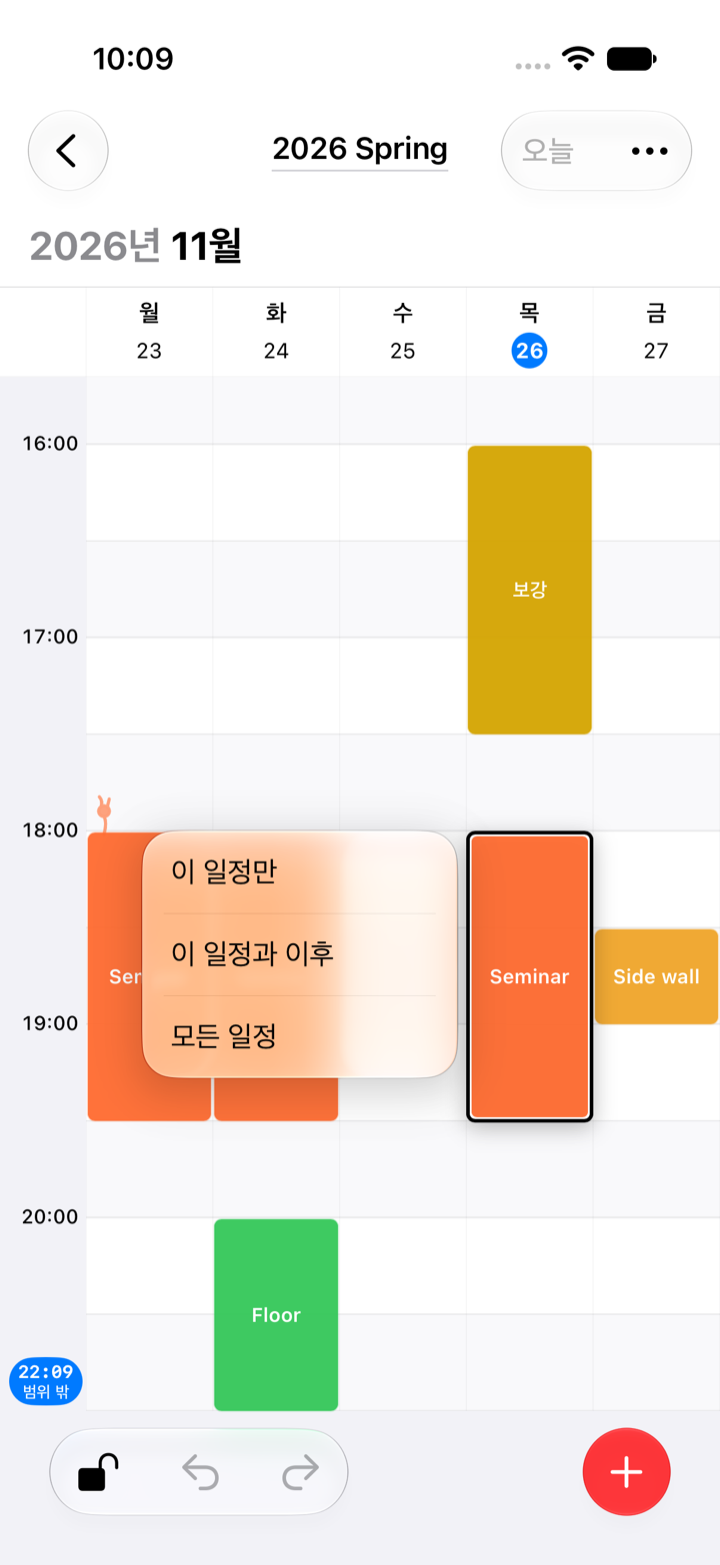 10:09
2026 Spring
오늘
2026년 11월
월 화 수 목 금
23 24 25 26 27
16:00
보강
17:00
18:00
이 일정만
이 일정과 이후
모든 일정
Seminar
Side wall
19:00
20:00
Floor
22:09
범위 밖